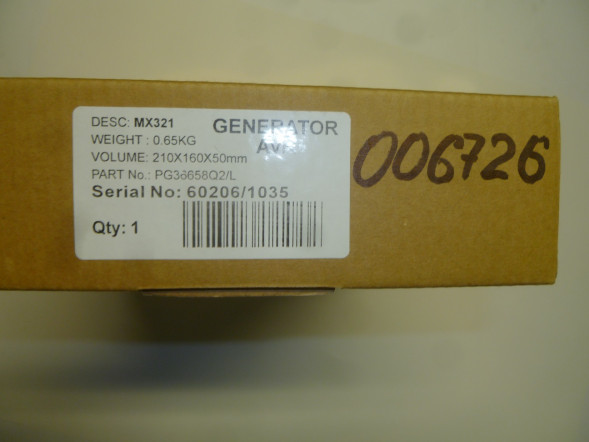 DESC: MX321
GENERATOR
WEIGHT : 0.65KG
VOLUME: 210X160X50mm
PART No.: PG36658Q2/L
Serial No: 60206/1035
Qty: 1
006726